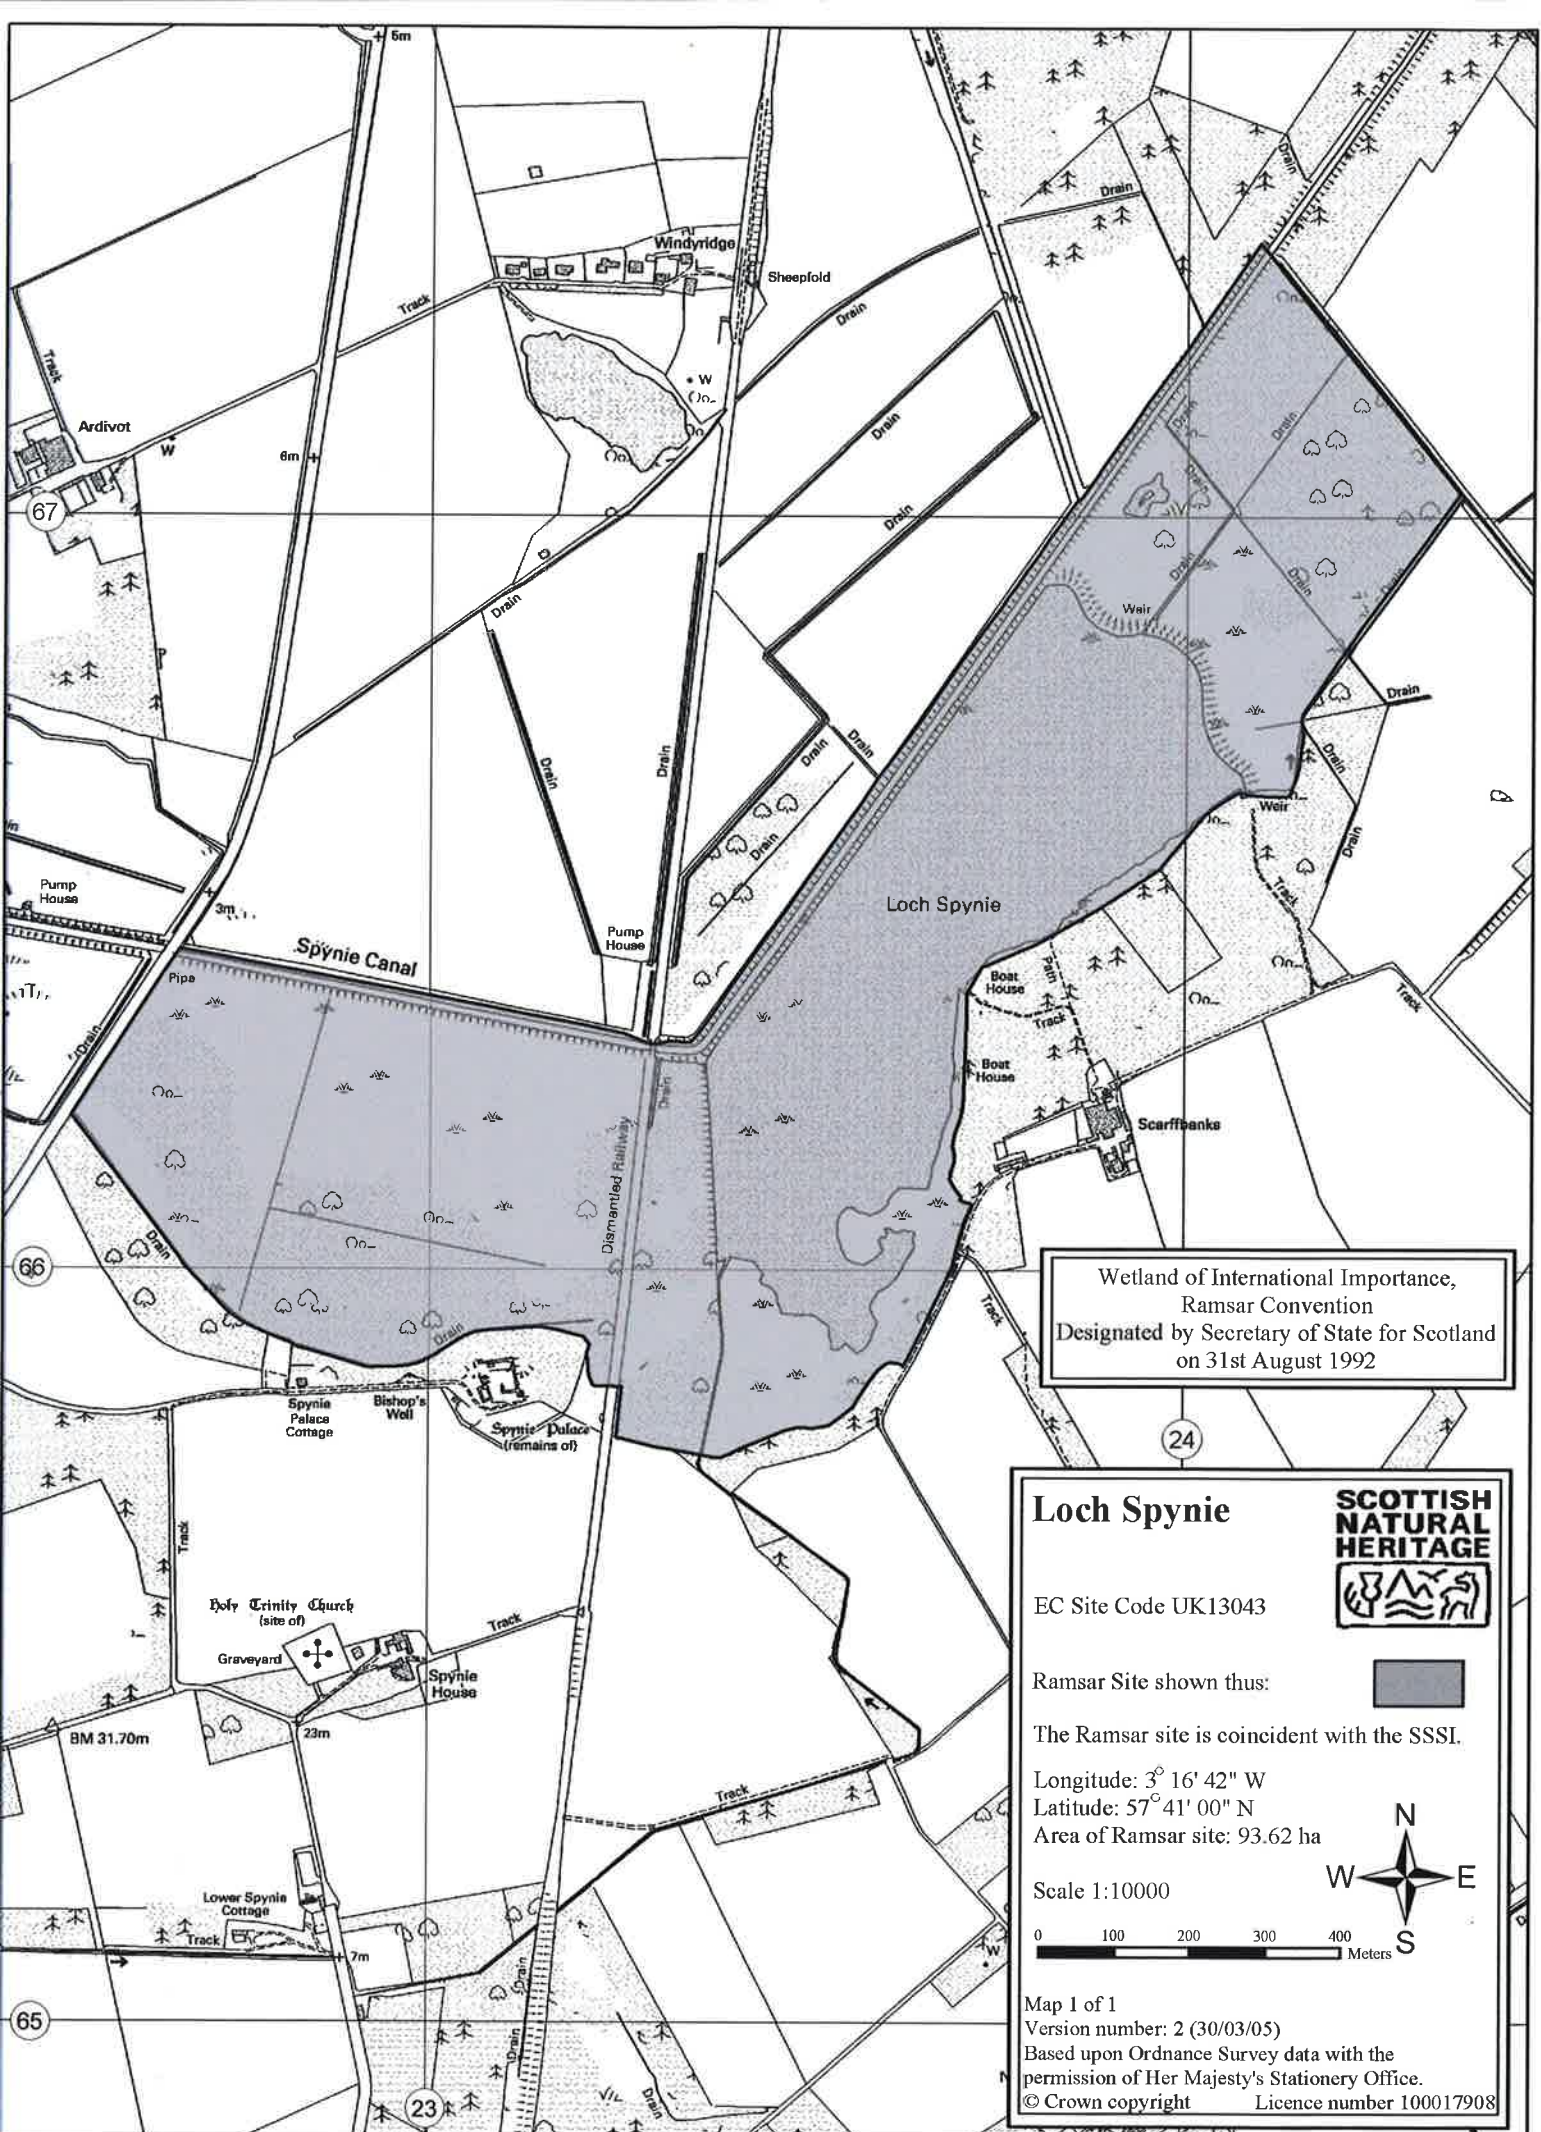 5m
Windyridge
Sheepfold
Drain
Drain
Track
Drain
Track
W
Ardivot
W
6m
Drain
Drain
Drain
Drain
Drain
67
Drain
Drain
Weir
Drain
Drain
Drain
Drain
Drain
Drain
Drain
Drain
Drain
Weir
Drain
Drain
Pump
House
3m
Track
Loch Spynie
Pump
House
Spynie Canal
Pipe
Boat
House
Path
Track
Track
Drain
Boat
House
Drain
Scarffbanks
Dismantled Railway
Drain
66
Wetland of International Importance,
Ramsar Convention
Designated by Secretary of State for Scotland
on 31st August 1992
Track
Drain
Spynie
Palace
Cottage
Bishop's
Well
Spynie Palace
(remains of)
24
Loch Spynie
SCOTTISH
NATURAL
HERITAGE
EC Site Code UK13043
Track
Holy Trinity Church
(site of)
Graveyard
Track
Spynie
House
Ramsar Site shown thus:
BM 31.70m
23m
The Ramsar site is coincident with the SSSI.
Longitude: 3° 16' 42" W
Latitude: 57° 41' 00" N
Area of Ramsar site: 93.62 ha
N
W
E
S
Track
Scale 1:10000
0 100 200 300 400
Meters
Lower Spynie
Cottage
Track
7m
W
Drain
Drain
65
Map 1 of 1
Version number: 2 (30/03/05)
Based upon Ordnance Survey data with the
permission of Her Majesty's Stationery Office.
© Crown copyright Licence number 100017908
23
Drain